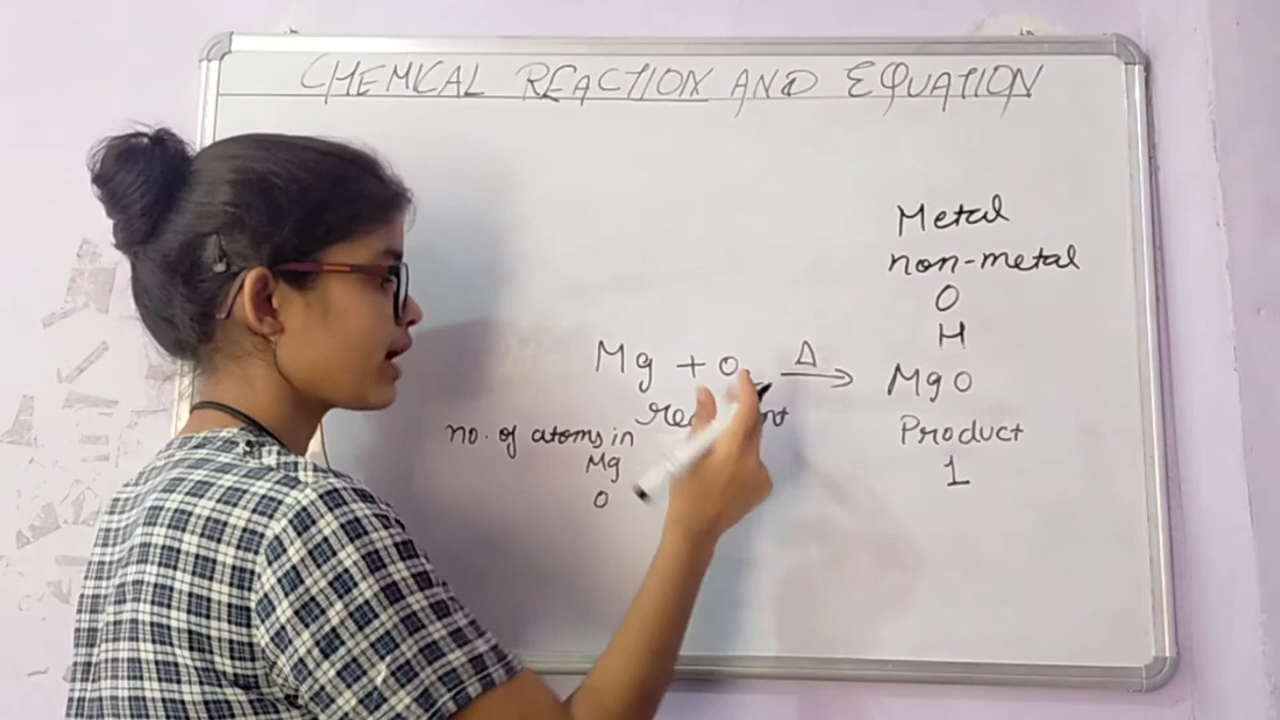 CHEMICAL REACTION AND EQUATION
Metal
non-metal
O
H
Mg + O Δ → MgO
Product
no. of atoms in
Mg 1
O